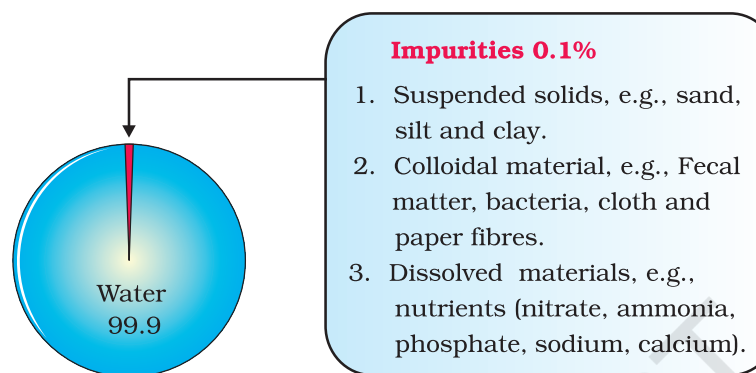 Impurities 0.1%
1. Suspended solids, e.g., sand,
silt and clay.
2. Colloidal material, e.g., Fecal
matter, bacteria, cloth and
paper fibres.
3. Dissolved materials, e.g.,
nutrients (nitrate, ammonia,
phosphate, sodium, calcium).
Water
99.9